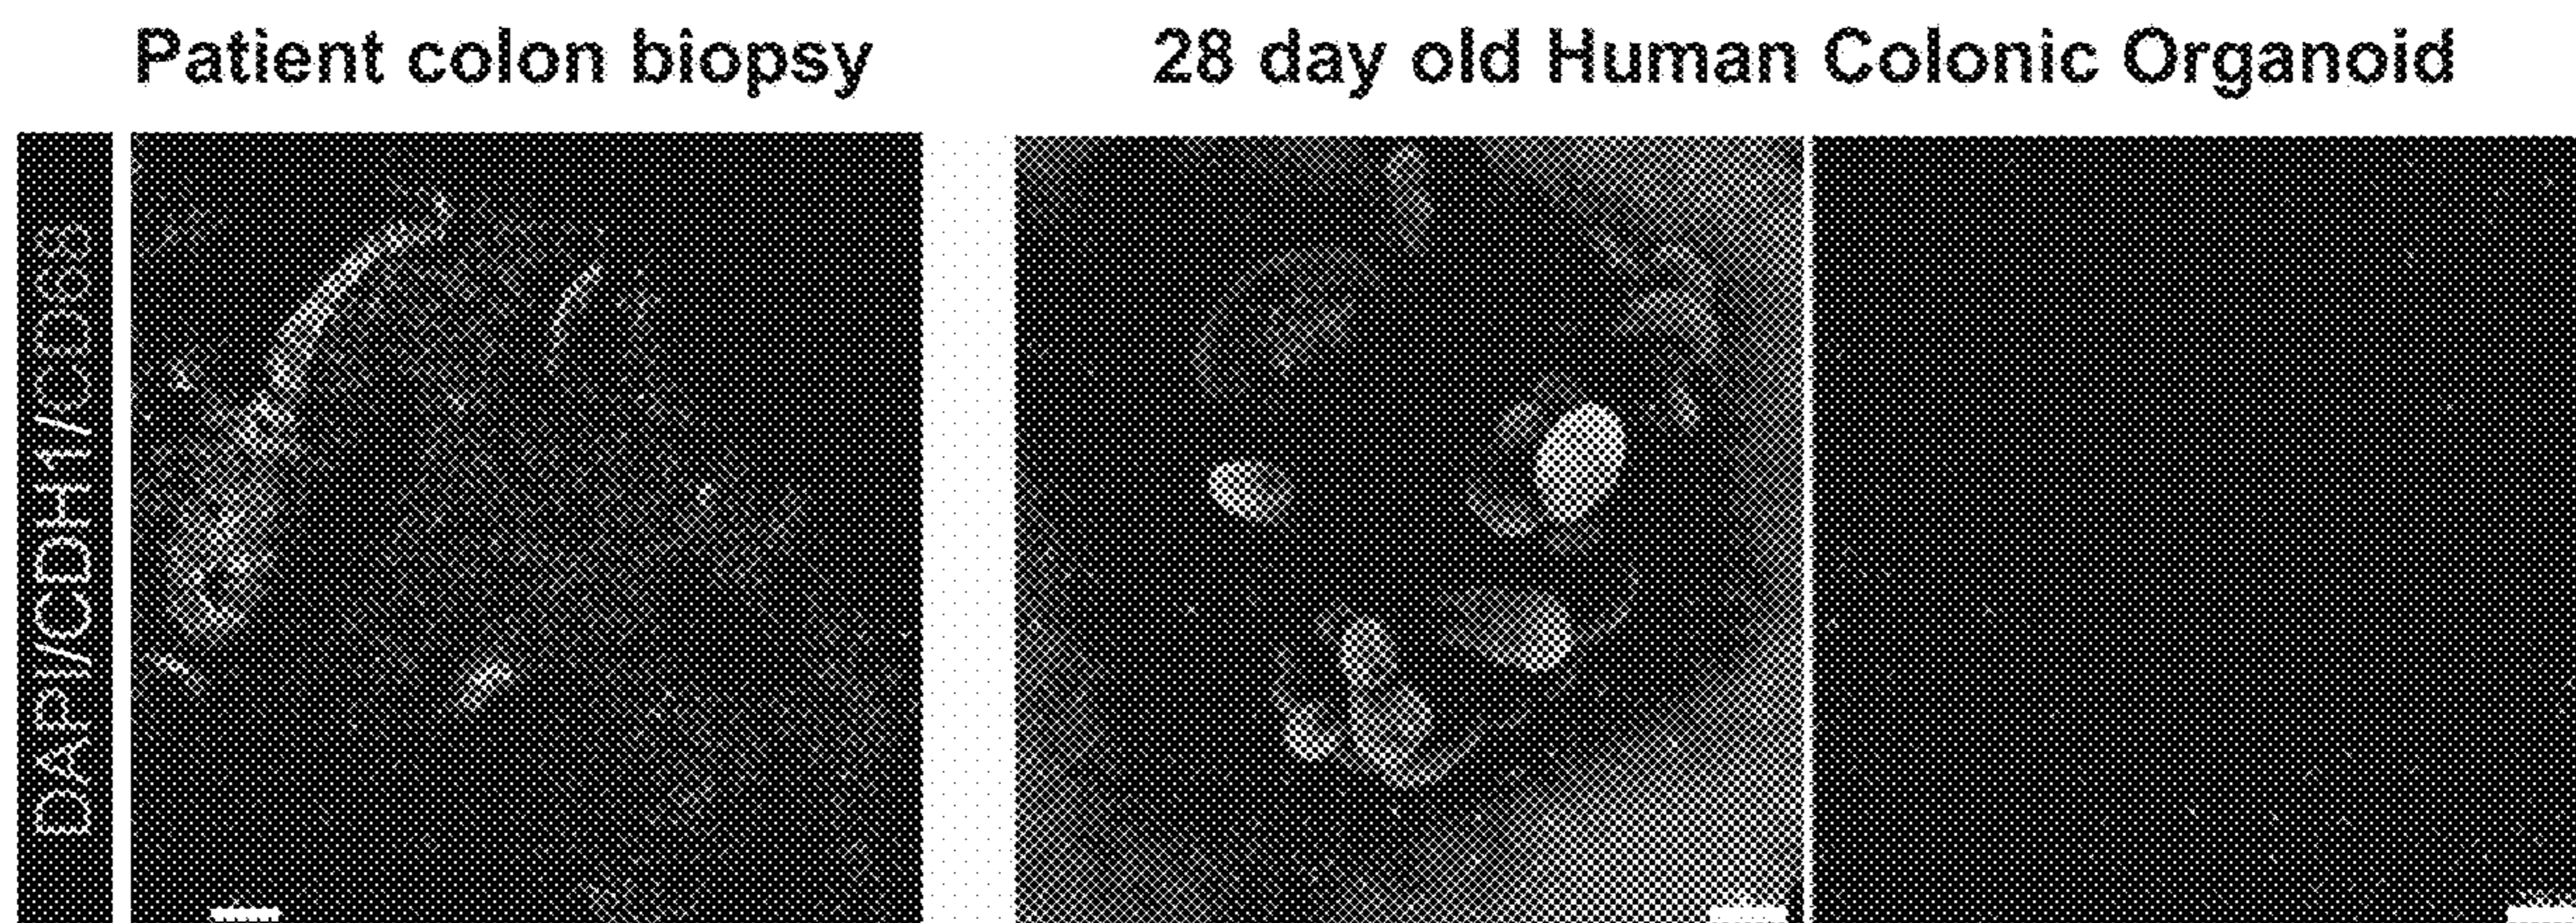 Patient colon biopsy
28 day old Human Colonic Organoid
DAPI/CDH1/CD68